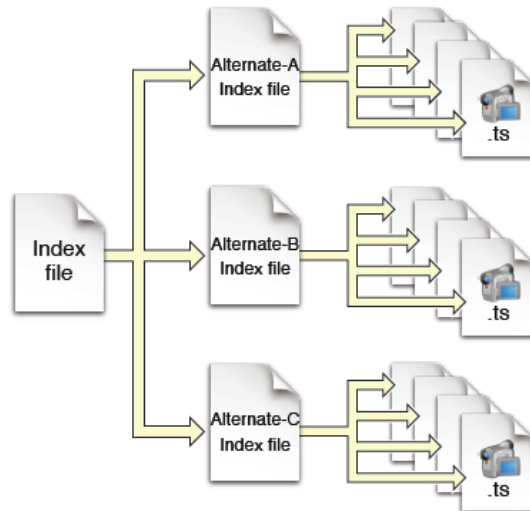 Alternate-A
Index file
.ts
Index
file
Alternate-B
Index file
.ts
Alternate-C
Index file
.ts